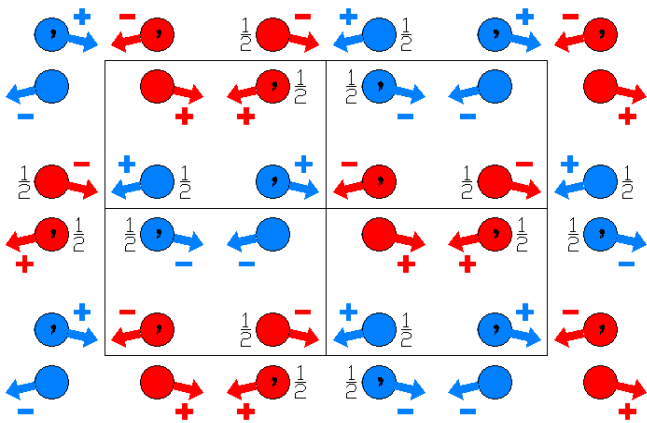 , + − , 1/2 − + 1/2 , + − ,
− + + , 1/2 1/2 , − − +
1/2 − + 1/2 , + − , 1/2 − + 1/2
+ , 1/2 1/2 , − − + + , 1/2 1/2 , −
, + − , 1/2 − + 1/2 , + − ,
− + + , 1/2 1/2 , − − +